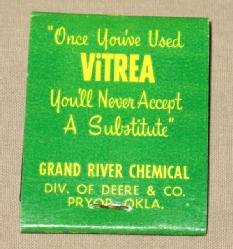 "Once You've Used
ViTREA
You'll Never Accept
A Substitute"
GRAND RIVER CHEMICAL
DIV. OF DEERE & CO.
PRYOR, OKLA.